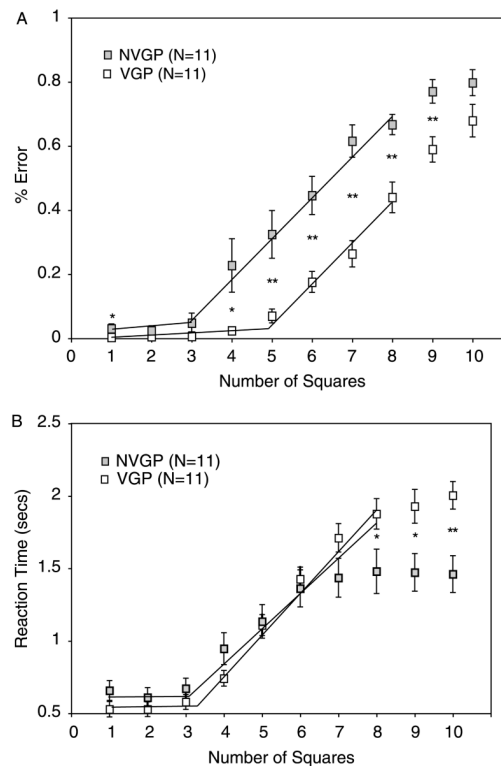 A
NVGP (N=11)
VGP (N=11)
% Error
1
0.8
0.6
0.4
0.2
0
*
*
**
**
**
**
**
0 1 2 3 4 5 6 7 8 9 10
Number of Squares
B
NVGP (N=11)
VGP (N=11)
Reaction Time (secs)
2.5
2
1.5
1
0.5
*
*
**
0 1 2 3 4 5 6 7 8 9 10
Number of Squares